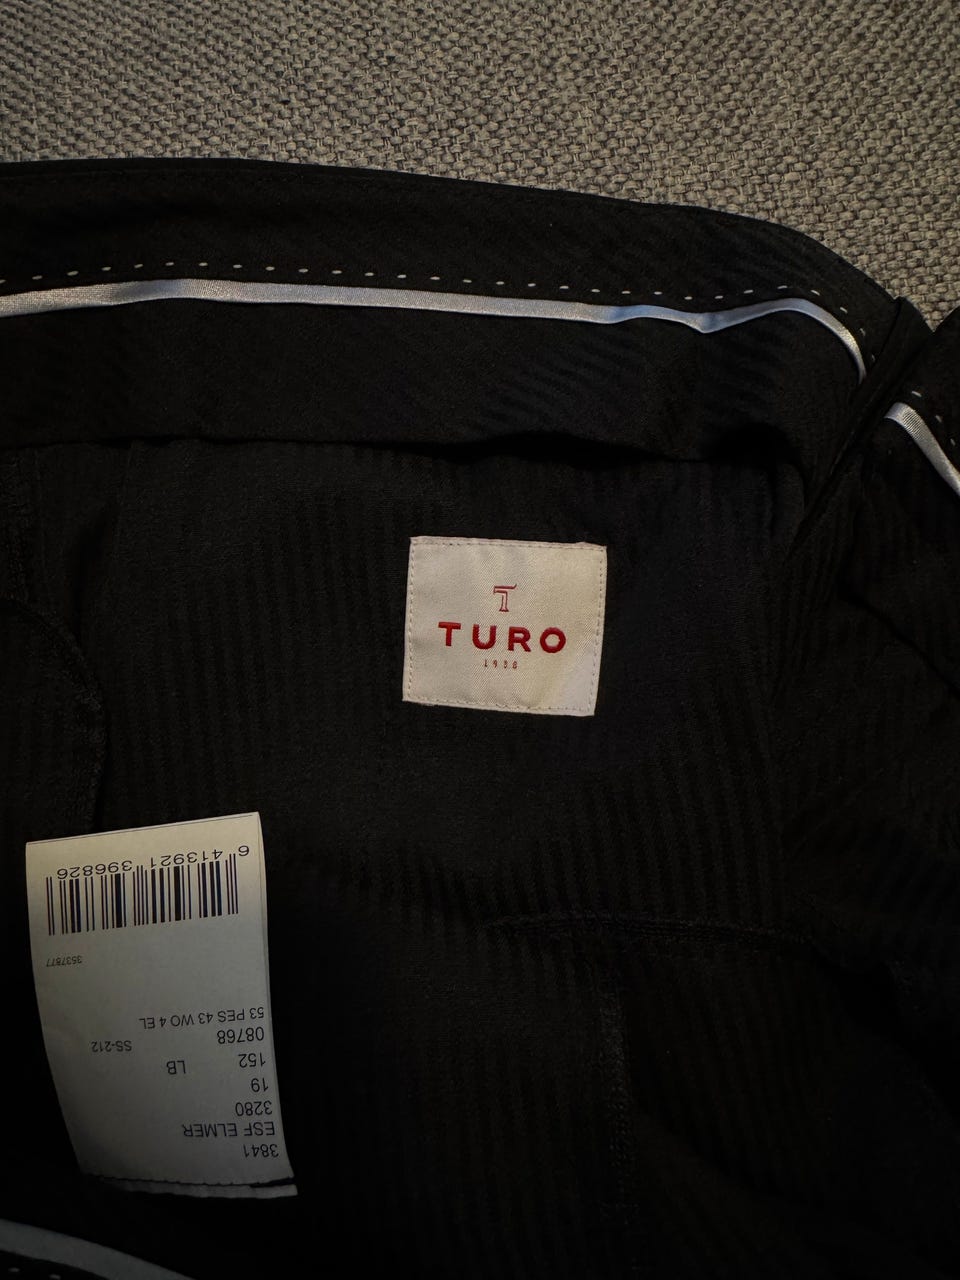 T
TURO
1938
3841
ESF ELMER
3280
19
152 LB
08768 SS-212
53 PES 43 WO 4 EL
3537877
6 413921 396826